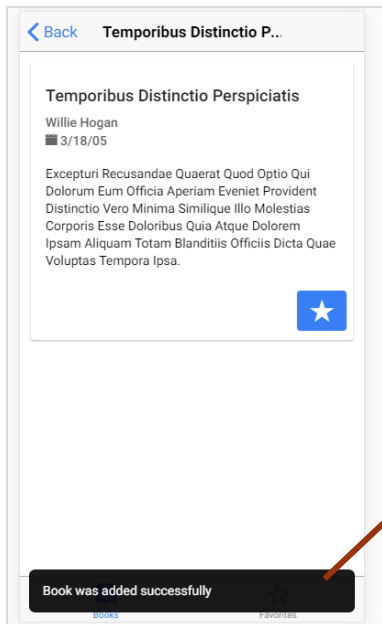 Back Temporibus Distinctio P...
Temporibus Distinctio Perspiciatis
Willie Hogan
3/18/05
Excepturi Recusandae Quaerat Quod Optio Qui
Dolorum Eum Officia Aperiam Eveniet Provident
Distinctio Vero Minima Similique Illo Molestias
Corporis Esse Doloribus Quia Atque Dolorem
Ipsam Aliquam Totam Blanditiis Officiis Dicta Quae
Voluptas Tempora Ipsa.
Book was added successfully
Books Favorites